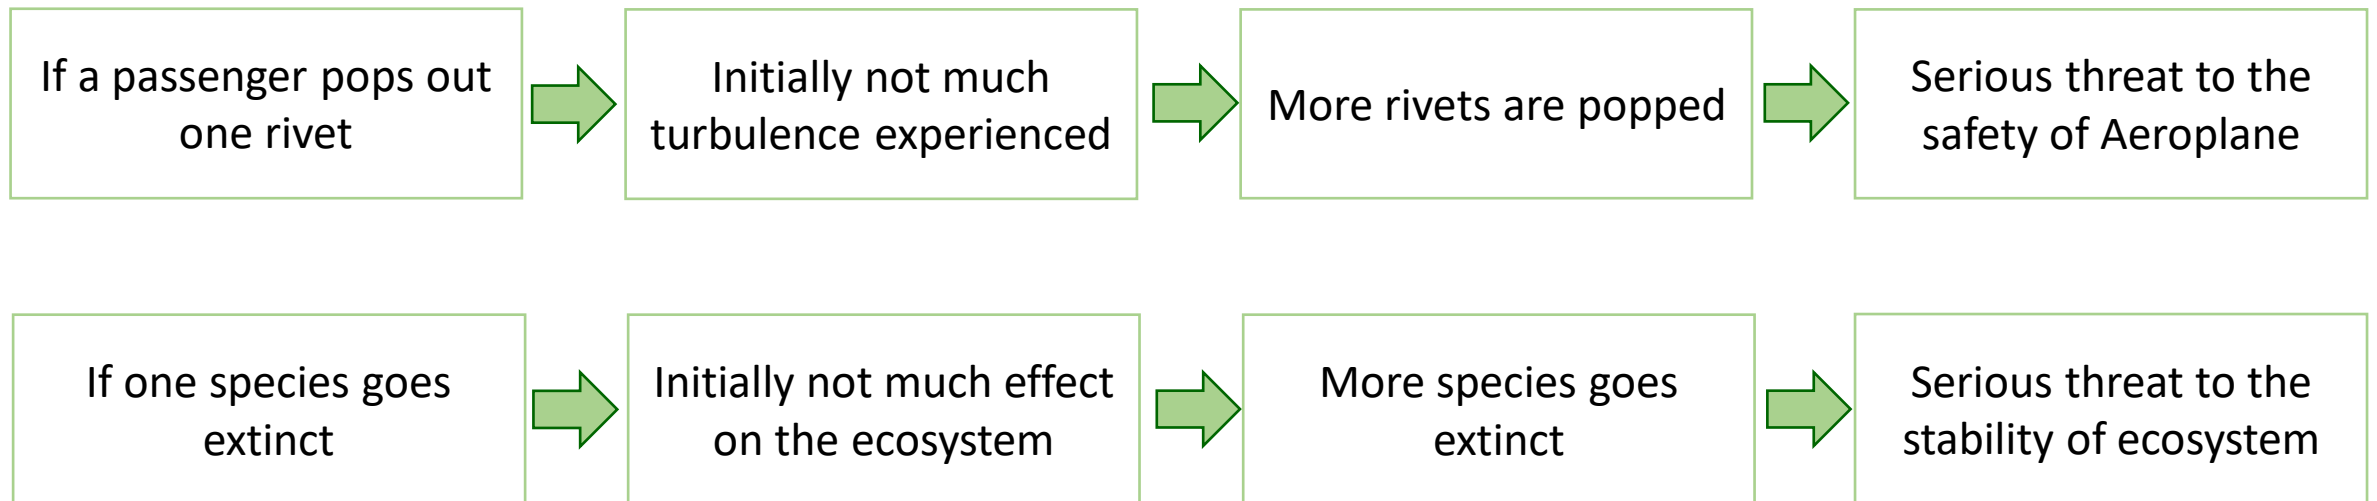 If a passenger pops out
one rivet
Initially not much
turbulence experienced
More rivets are popped
Serious threat to the
safety of Aeroplane
If one species goes
extinct
Initially not much effect
on the ecosystem
More species goes
extinct
Serious threat to the
stability of ecosystem